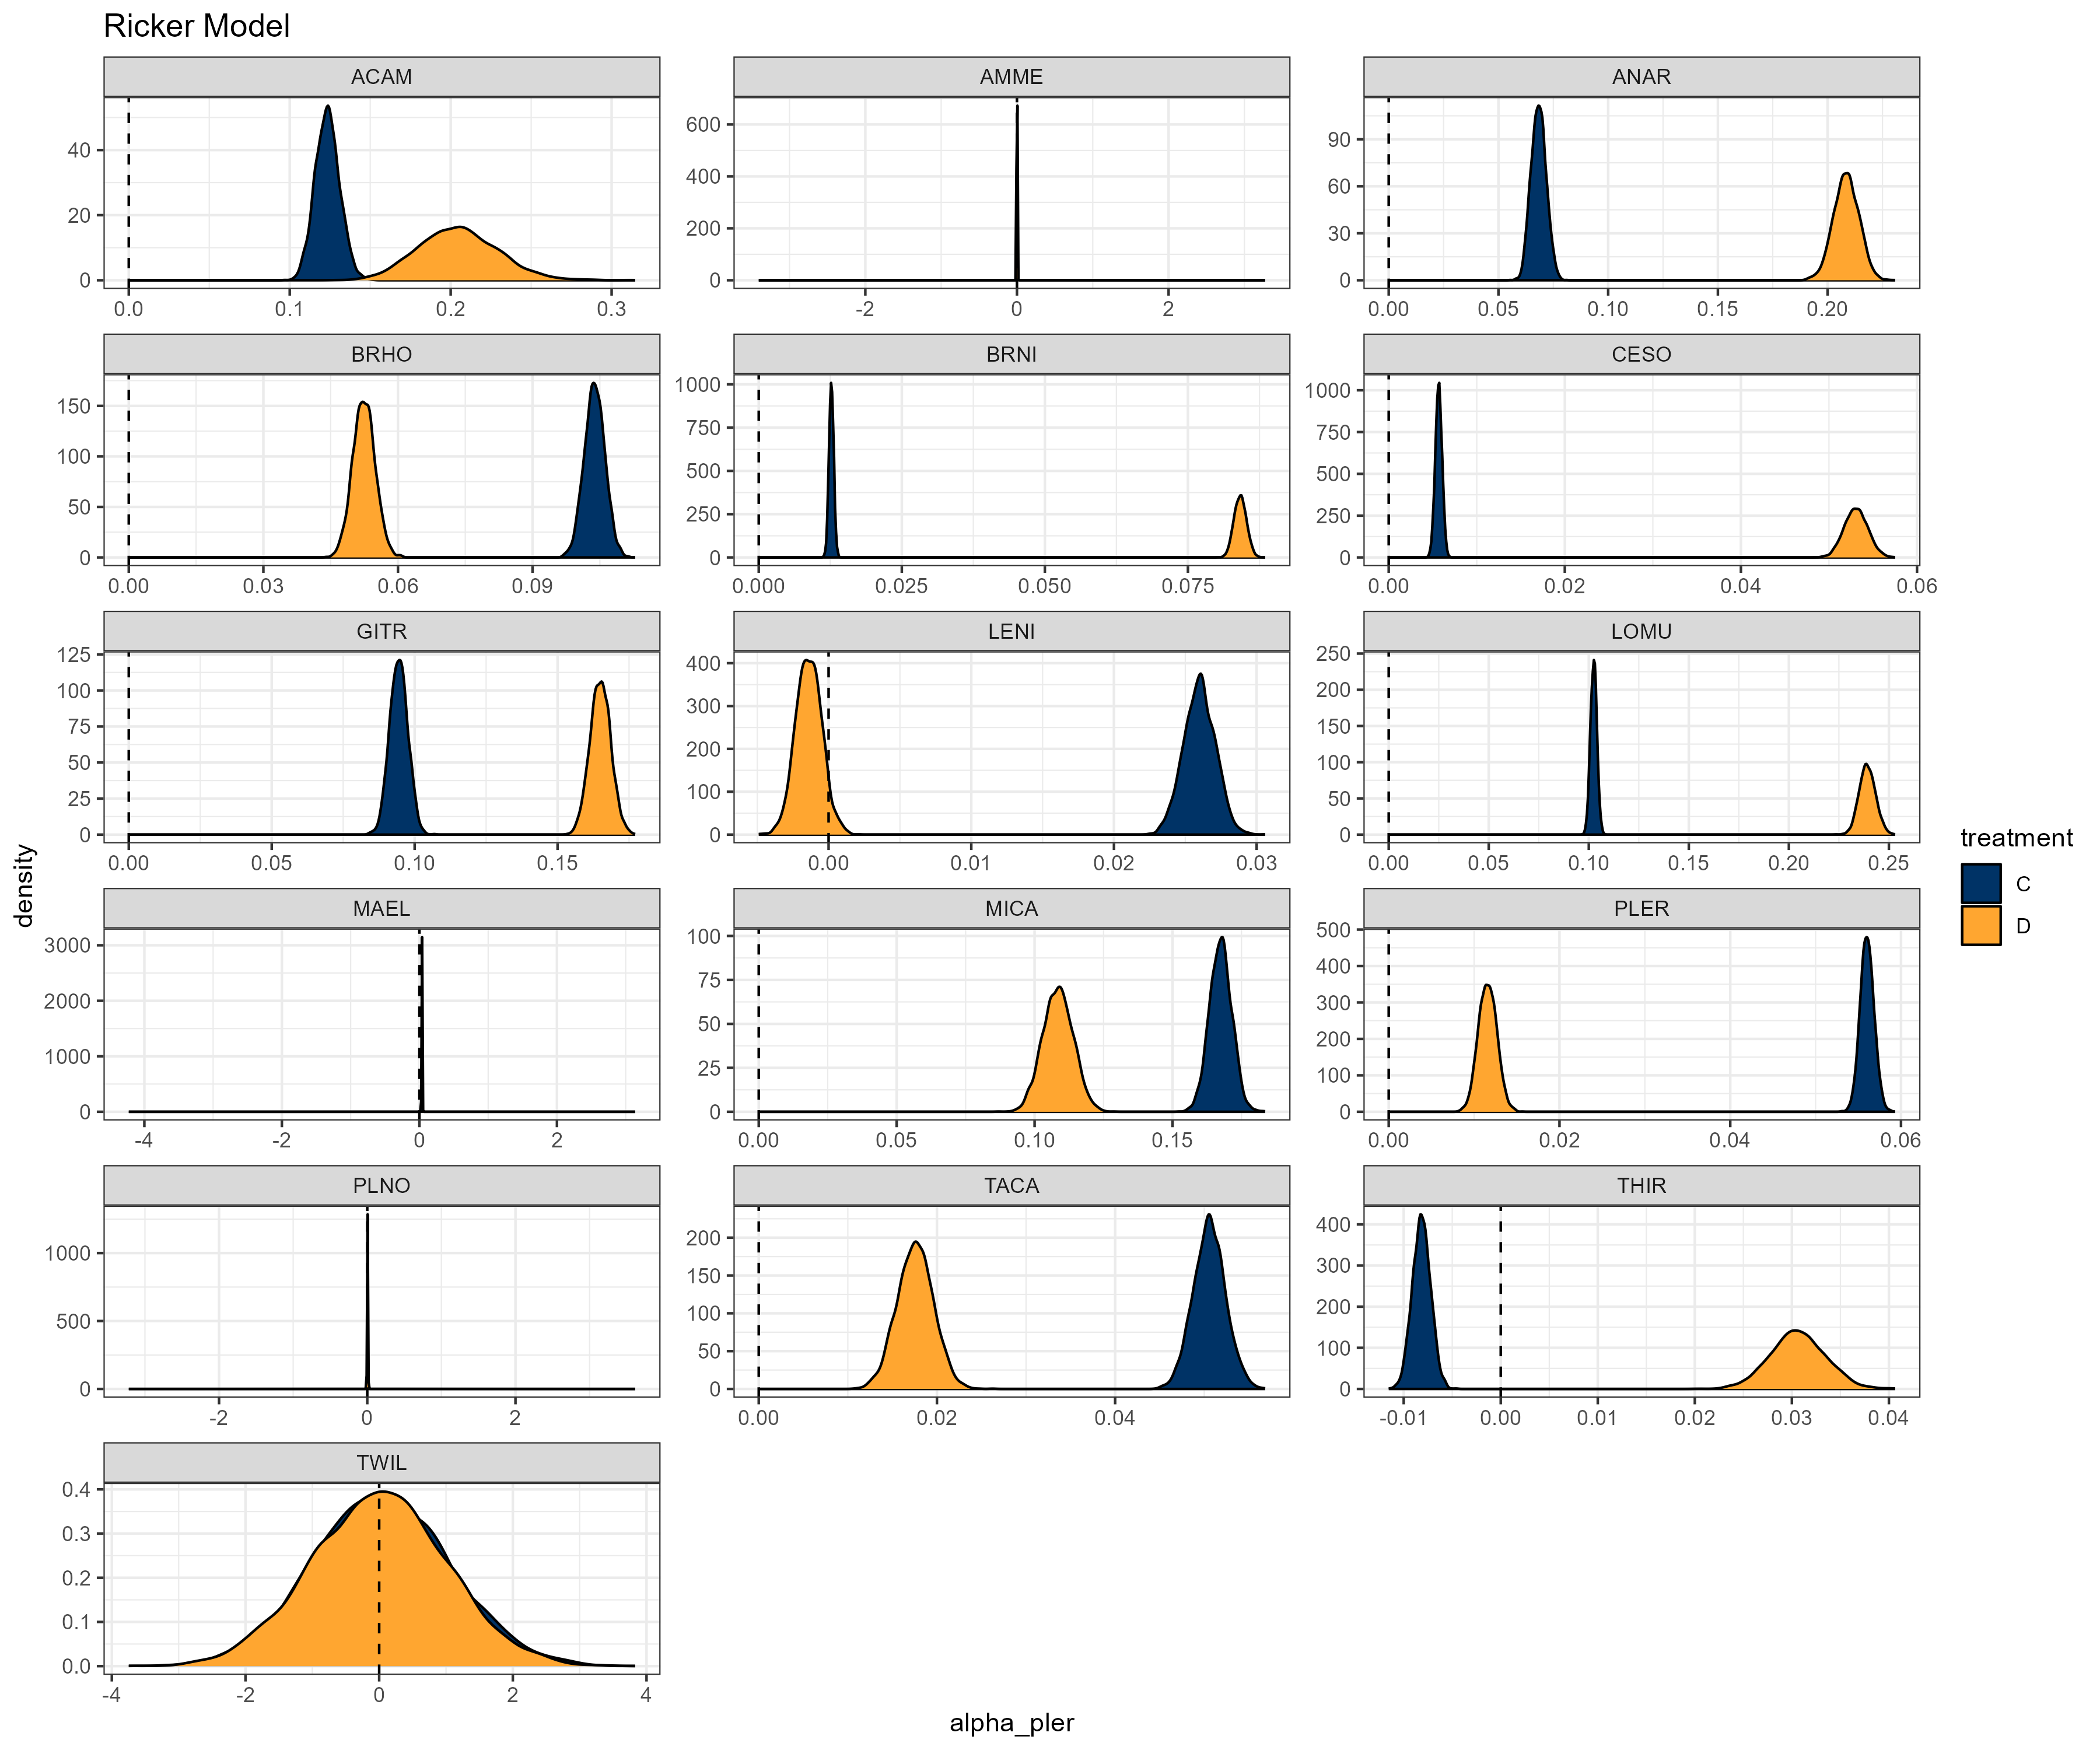 Ricker Model
ACAM AMME ANAR
40 20 0
0.0 0.1 0.2 0.3
600 400 200 0
-2 0 2
90 60 30 0
0.00 0.05 0.10 0.15 0.20
BRHO BRNI CESO
150 100 50 0
0.00 0.03 0.06 0.09
1000 750 500 250 0
0.000 0.025 0.050 0.075
1000 750 500 250 0
0.00 0.02 0.04 0.06
GITR LENI LOMU
125 100 75 50 25 0
0.00 0.05 0.10 0.15
400 300 200 100 0
0.00 0.01 0.02 0.03
250 200 150 100 50 0
0.00 0.05 0.10 0.15 0.20 0.25
MAEL MICA PLER
3000 2000 1000 0
-4 -2 0 2
100 75 50 25 0
0.00 0.05 0.10 0.15
500 400 300 200 100 0
0.00 0.02 0.04 0.06
PLNO TACA THIR
1000 500 0
-2 0 2
200 150 100 50 0
0.00 0.02 0.04
400 300 200 100 0
-0.01 0.00 0.01 0.02 0.03 0.04
TWIL
0.4 0.3 0.2 0.1 0.0
-4 -2 0 2 4
density
alpha_pler
treatment
C
D